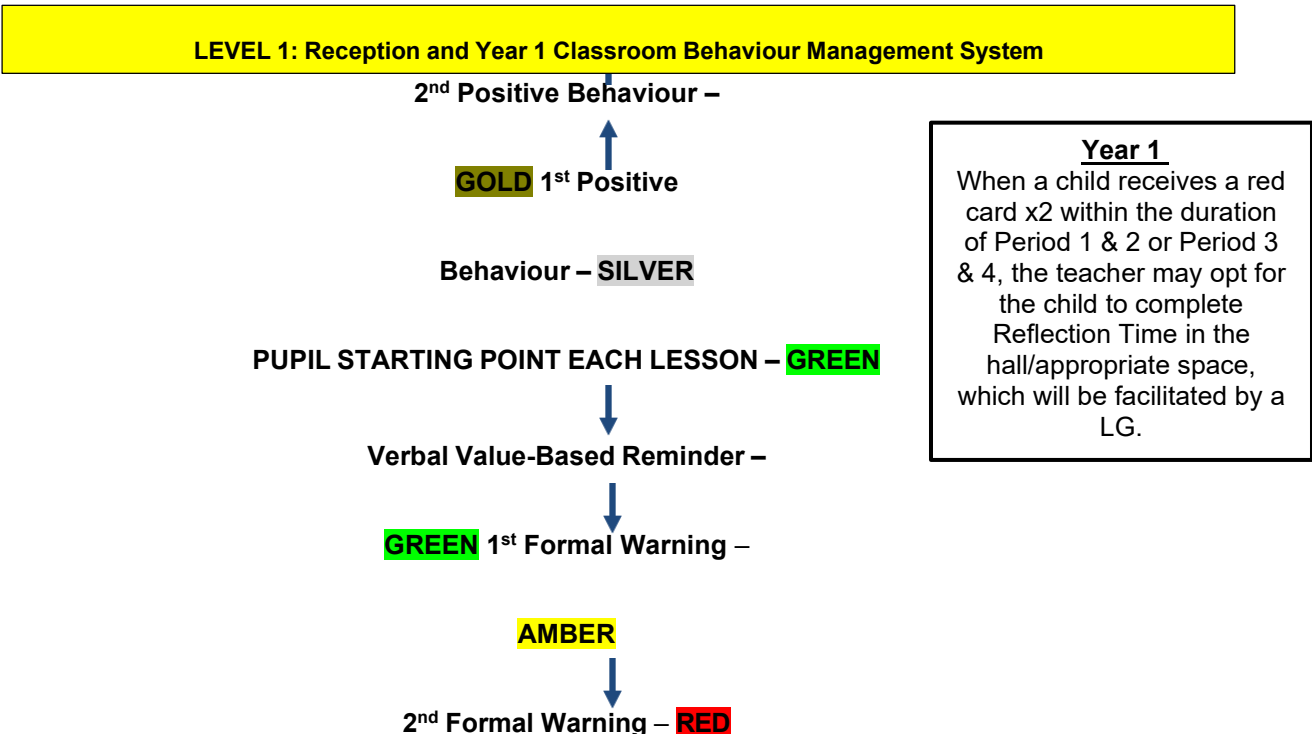 LEVEL 1: Reception and Year 1 Classroom Behaviour Management System
2nd Positive Behaviour –
GOLD 1st Positive
Behaviour – SILVER
PUPIL STARTING POINT EACH LESSON – GREEN
Verbal Value-Based Reminder –
GREEN 1st Formal Warning –
AMBER
2nd Formal Warning – RED
Year 1
When a child receives a red
card x2 within the duration
of Period 1 & 2 or Period 3
& 4, the teacher may opt for
the child to complete
Reflection Time in the
hall/appropriate space,
which will be facilitated by a
LG.